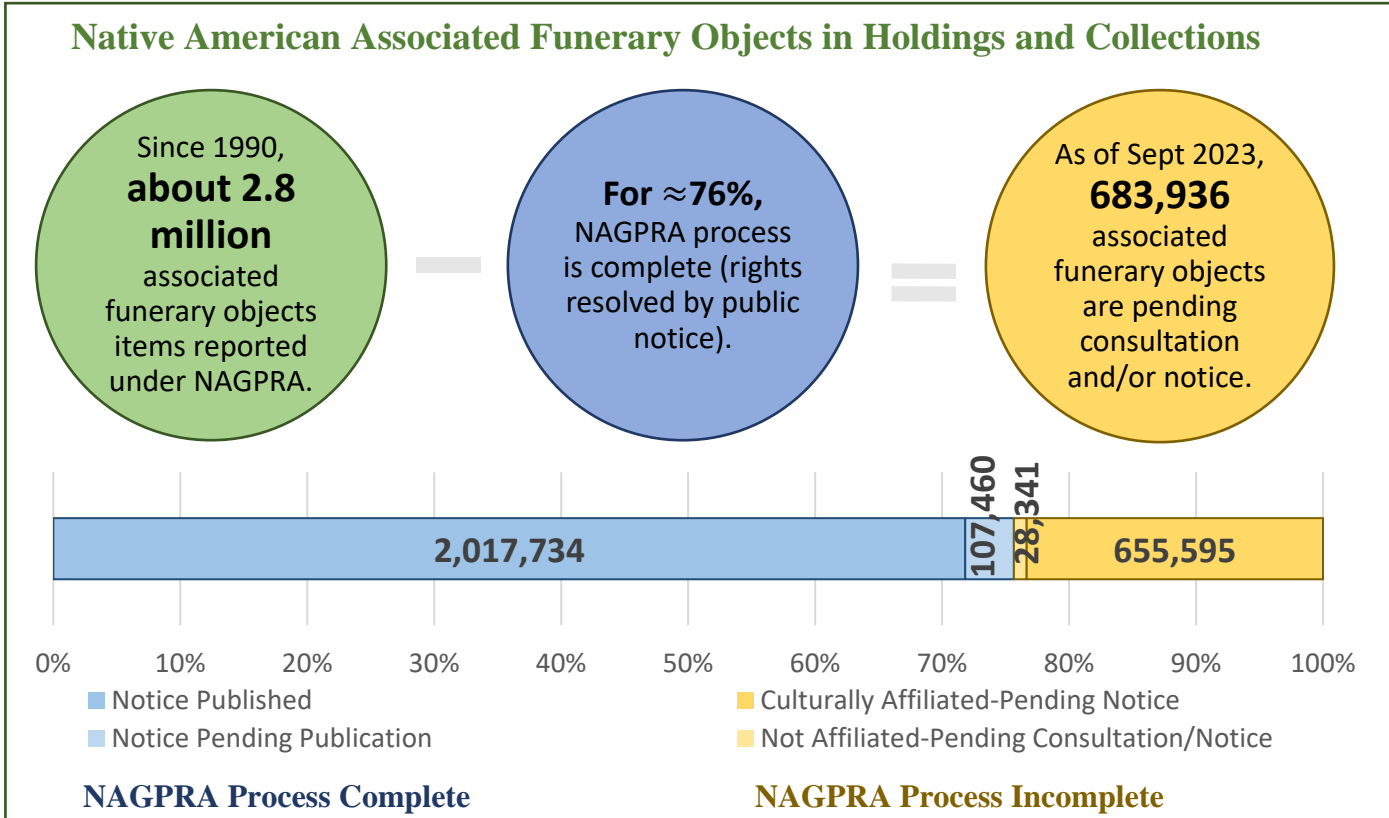 Native American Associated Funerary Objects in Holdings and Collections
Since 1990,
about 2.8
million
associated
funerary objects
items reported
under NAGPRA.
For ≈76%,
NAGPRA process
is complete (rights
resolved by public
notice).
As of Sept 2023,
683,936
associated
funerary objects
are pending
consultation
and/or notice.
2,017,734
107,460
28,341
655,595
0% 10% 20% 30% 40% 50% 60% 70% 80% 90% 100%
Notice Published
Notice Pending Publication
Culturally Affiliated-Pending Notice
Not Affiliated-Pending Consultation/Notice
NAGPRA Process Complete
NAGPRA Process Incomplete